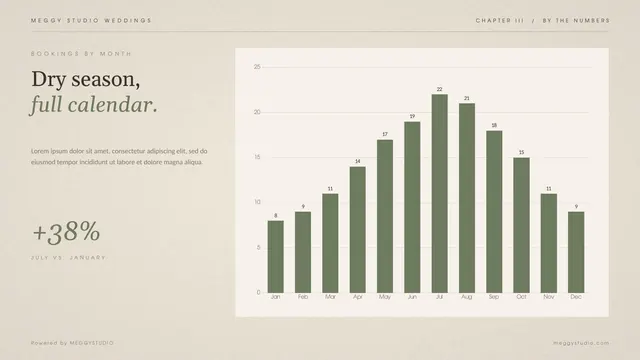 MEGGY STUDIO WEDDINGS
CHAPTER III / BY THE NUMBERS
BOOKINGS BY MONTH
Dry season,
full calendar.
Lorem ipsum dolor sit amet, consectetur adipiscing elit, sed do
eiusmod tempor incididunt ut labore et dolore magna aliqua
+38%
JULY VS. JANUARY
25
20
15
10
5
0
8
9
11
14
17
19
22
21
18
15
11
9
Jan Feb Mar Apr May Jun Jul Aug Sep Oct Nov Dec
Powered by MEGGYSTUDIO
meggystudio.com